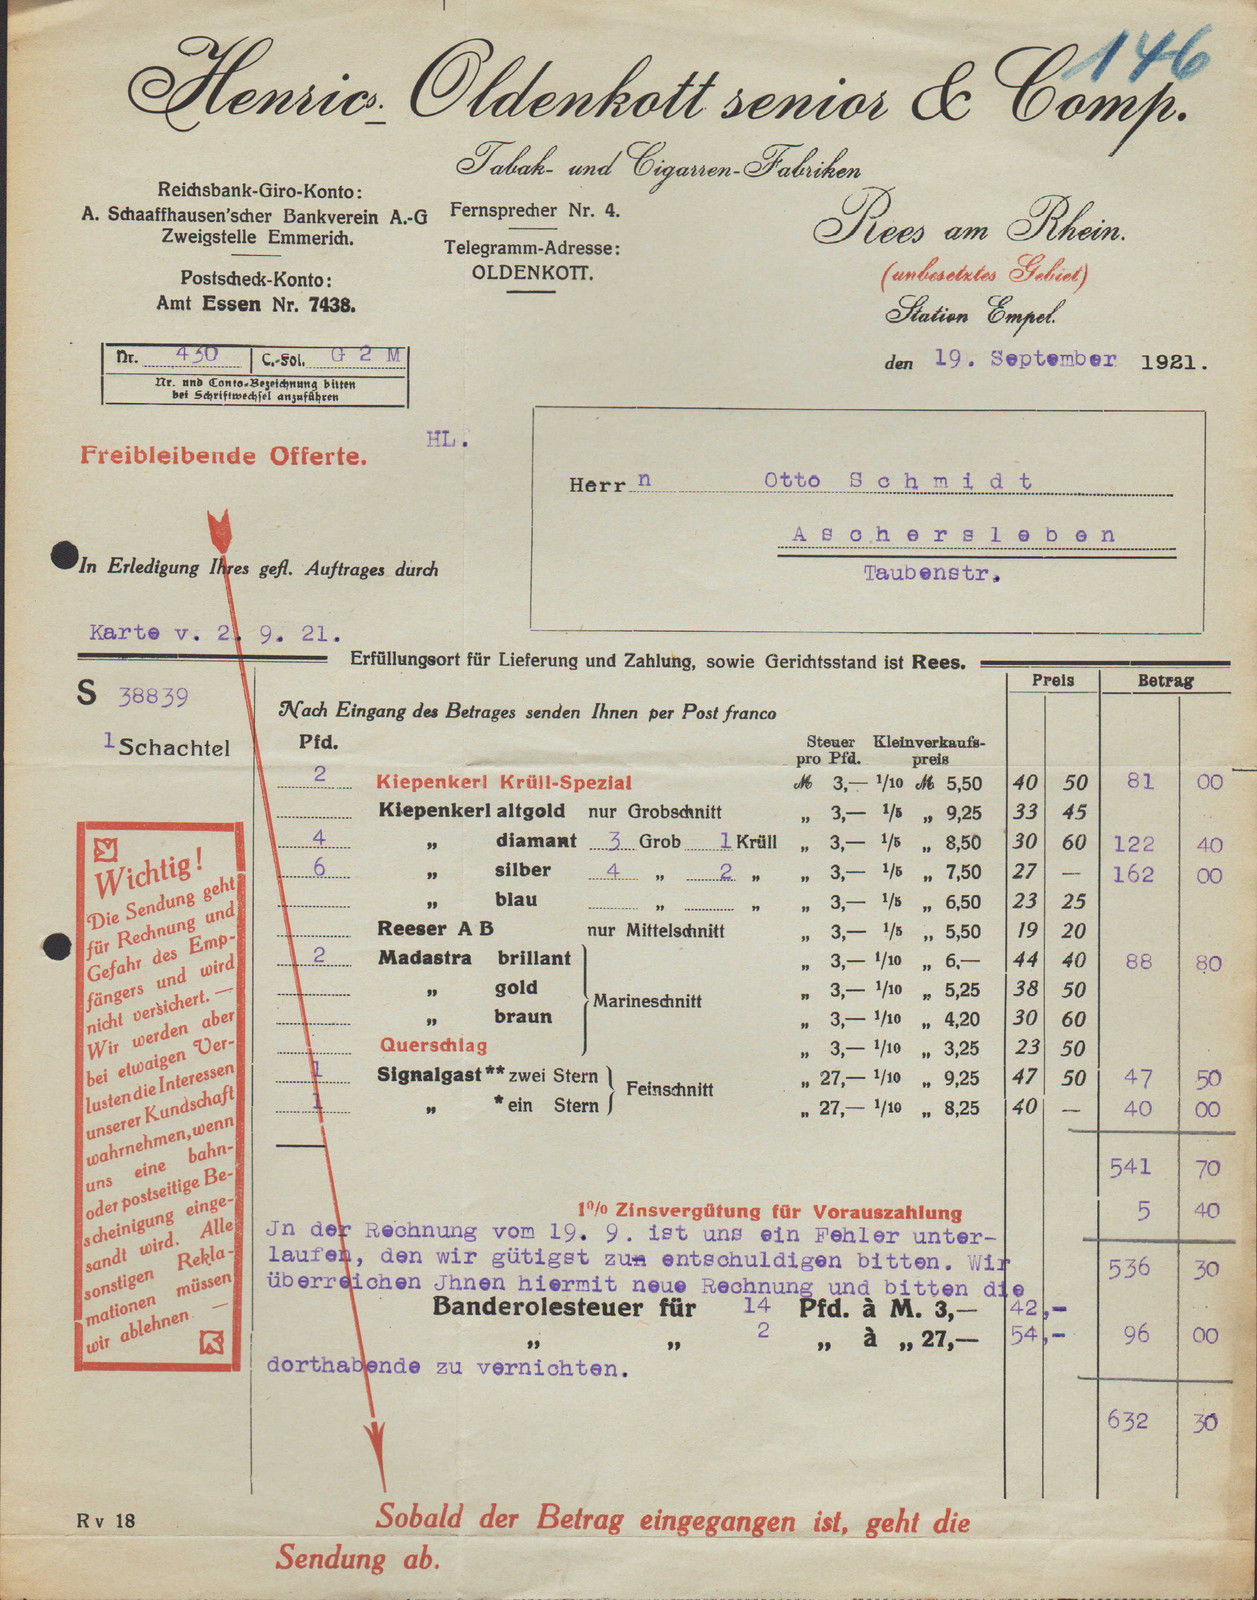 146
Henrics. Oldenkott senior & Comp.
Tabak- und Cigarren-Fabriken
Reichsbank-Giro-Konto:
A. Schaaffhausen'scher Bankverein A.-G
Zweigstelle Emmerich.
Postscheck-Konto:
Amt Essen Nr. 7438.
Fernsprecher Nr. 4.
Telegramm-Adresse:
OLDENKOTT.
Rees am Rhein.
(unbesetztes Gebiet)
Station Empel.
den 19. September 1921.
Nr. 430 C.-Fol. G 2 M
Nr. und Conto-Bezeichnung bitten
bei Schriftwechsel anzuführen
HL.
Freibleibende Offerte.
Herr n Otto Schmidt
Aschersleben
Taubenstr.
In Erledigung Ihres gefl. Auftrages durch
Karte v. 2. 9. 21.
Erfüllungsort für Lieferung und Zahlung, sowie Gerichtsstand ist Rees.
S 38839
1 Schachtel
Nach Eingang des Betrages senden Ihnen per Post franco
Preis Betrag
Pfd. Steuer pro Pfd. Kleinverkaufs-preis
2 Kiepenkerl Krüll-Spezial M 3,— 1/10 M 5,50 40 50 81 00
Kiepenkerl altgold nur Grobschnitt „ 3,— 1/5 „ 9,25 33 45
4 „ diamant 3 Grob 1 Krüll „ 3,— 1/5 „ 8,50 30 60 122 40
6 „ silber 4 „ 2 „ „ 3,— 1/5 „ 7,50 27 — 162 00
„ blau „ „ „ 3,— 1/5 „ 6,50 23 25
Reeser A B nur Mittelschnitt „ 3,— 1/5 „ 5,50 19 20
2 Madastra brillant „ 3,— 1/10 „ 6,— 44 40 88 80
„ gold Marineschnitt „ 3,— 1/10 „ 5,25 38 50
„ braun „ 3,— 1/10 „ 4,20 30 60
Querschlag „ 3,— 1/10 „ 3,25 23 50
1 Signalgast** zwei Stern Feinschnitt „ 27,— 1/10 „ 9,25 47 50 47 50
1 „ * ein Stern „ 27,— 1/10 „ 8,25 40 — 40 00
541 70
1% Zinsvergütung für Vorauszahlung 5 40
Jn der Rechnung vom 19. 9. ist uns ein Fehler unter-
laufen, den wir gütigst zu entschuldigen bitten. Wir
536 30
überreichen Jhnen hiermit neue Rechnung und bitten die
Banderolesteuer für 14 Pfd. à M. 3,— 42,-
„ „ 2 „ à „ 27,— 54,- 96 00
dorthabende zu vernichten.
632 30
Wichtig!
Die Sendung geht
für Rechnung und
Gefahr des Emp-
fängers und wird
nicht versichert. —
Wir werden aber
bei etwaigen Ver-
lusten die Interessen
unserer Kundschaft
wahrnehmen, wenn
uns eine bahn-
oder postseitige Be-
scheinigung einge-
sandt wird. Alle
sonstigen Rekla-
mationen müssen
wir ablehnen. —
R v 18
Sobald der Betrag eingegangen ist, geht die
Sendung ab.